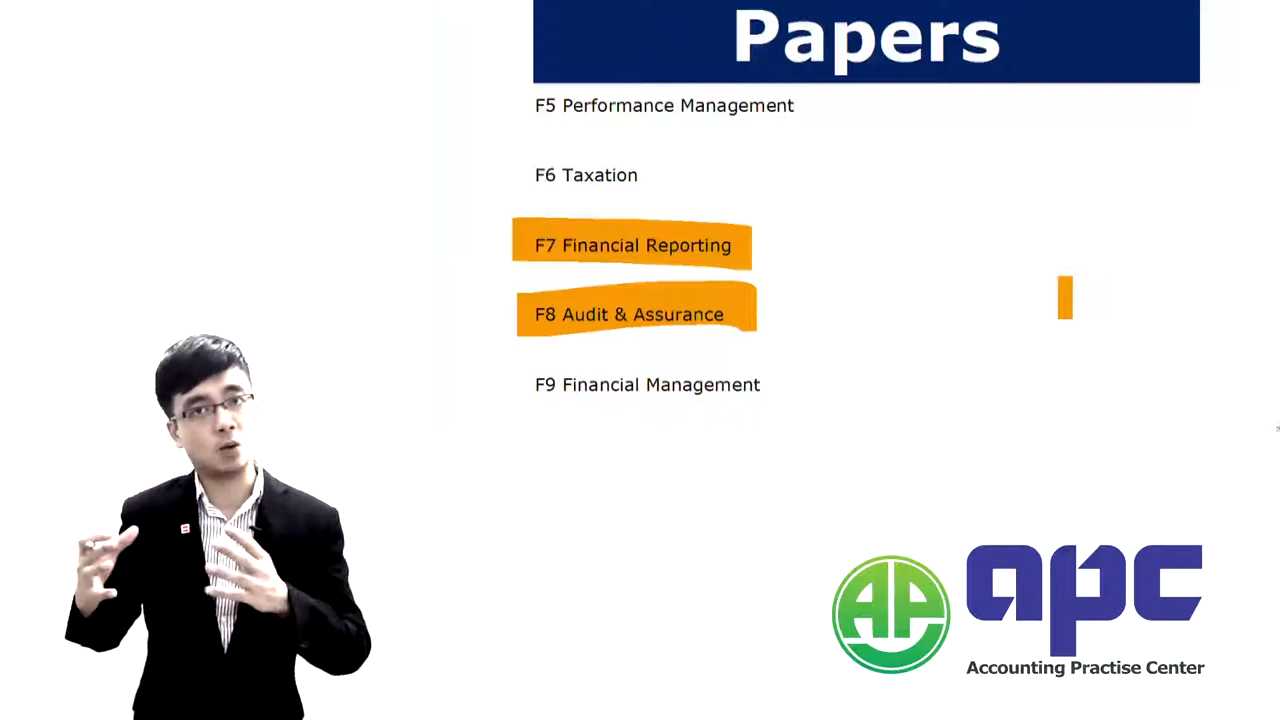 Papers
F5 Performance Management
F6 Taxation
F7 Financial Reporting
F8 Audit & Assurance
F9 Financial Management
AP
apc
Accounting Practise Center